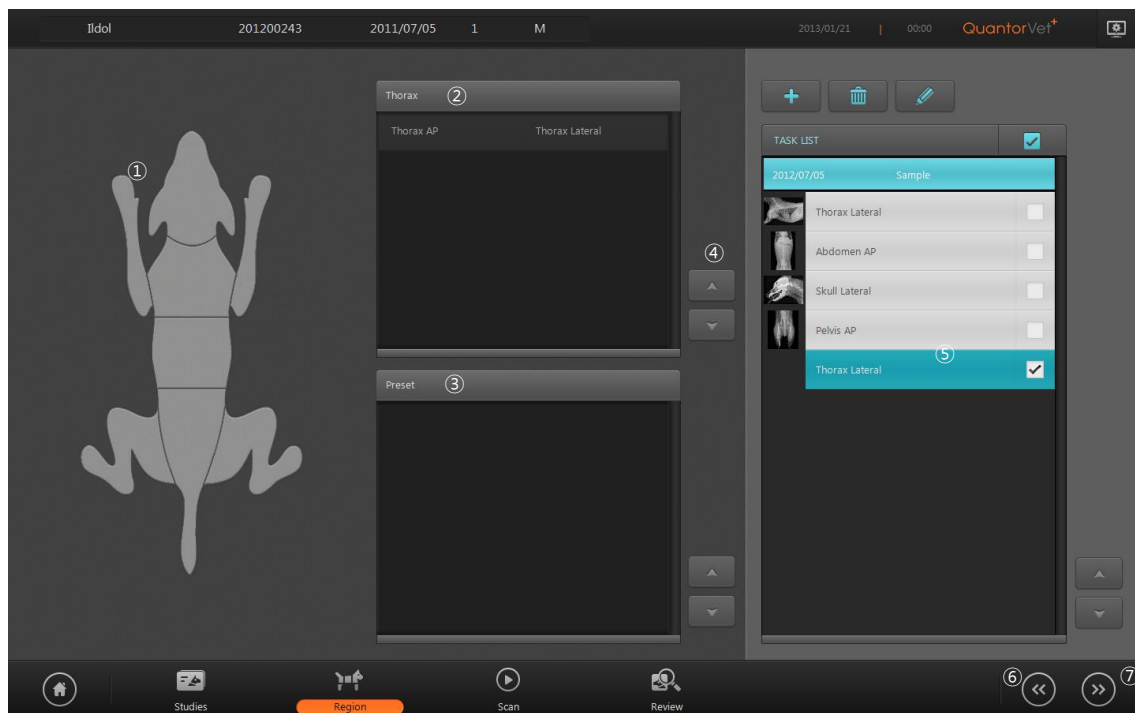 Ildol 201200243 2011/07/05 1 M 2013/01/21 | 00:00 QuantorVet+
Thorax ②
Thorax AP Thorax Lateral
①
④
Preset ③
TASK LIST
2012/07/05 Sample
Thorax Lateral
Abdomen AP
Skull Lateral
Pelvis AP
⑤
Thorax Lateral
Studies
Region
Scan
Review
⑥
⑦